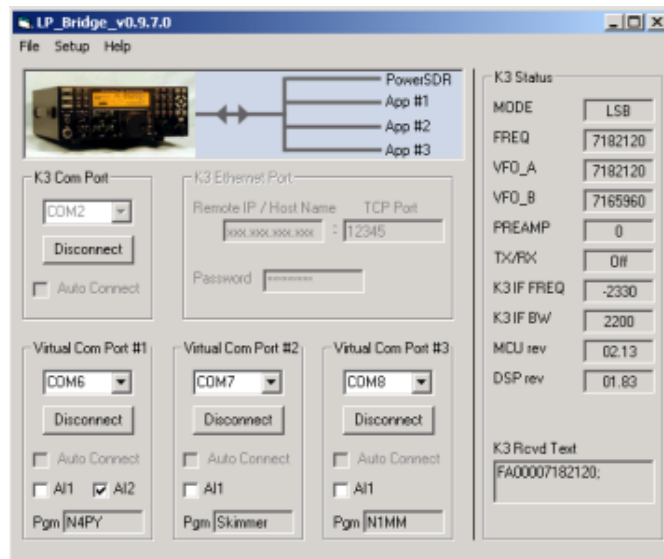 LP_Bridge_v0.9.7.0
File Setup Help
PowerSDR
App #1
App #2
App #3
K3 Com Port
COM2
Disconnect
Auto Connect
K3 Ethernet Port
Remote IP / Host Name TCP Port
xxx.xxx.xxx.xxx : 12345
Password ********
Virtual Com Port #1
COM6
Disconnect
Auto Connect
AI1 AI2
Pgm N4PY
Virtual Com Port #2
COM7
Disconnect
Auto Connect
AI1
Pgm Skimmer
Virtual Com Port #3
COM8
Disconnect
Auto Connect
AI1
Pgm N1MM
K3 Status
MODE LSB
FREQ 7182120
VFO_A 7182120
VFO_B 7165960
PREAMP 0
TX/RX Off
K3 IF FREQ -2330
K3 IF BW 2200
MCU rev 02.13
DSP rev 01.83
K3 Rcvd Text
FA00007182120;